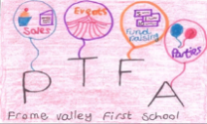 Sales
Events
Fund raising
Parties
P T F A
Frome Valley First School